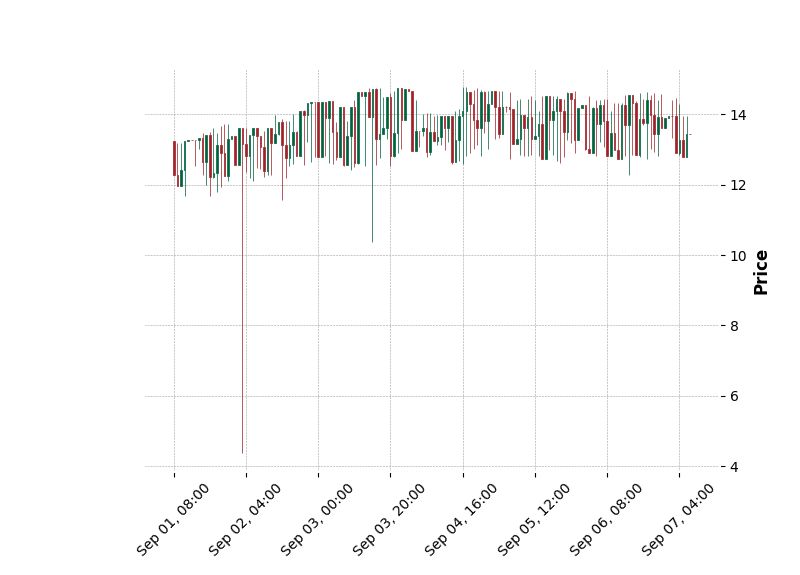 14
12
10
8
6
4
Price
Sep 01, 08:00
Sep 02, 04:00
Sep 03, 00:00
Sep 03, 20:00
Sep 04, 16:00
Sep 05, 12:00
Sep 06, 08:00
Sep 07, 04:00